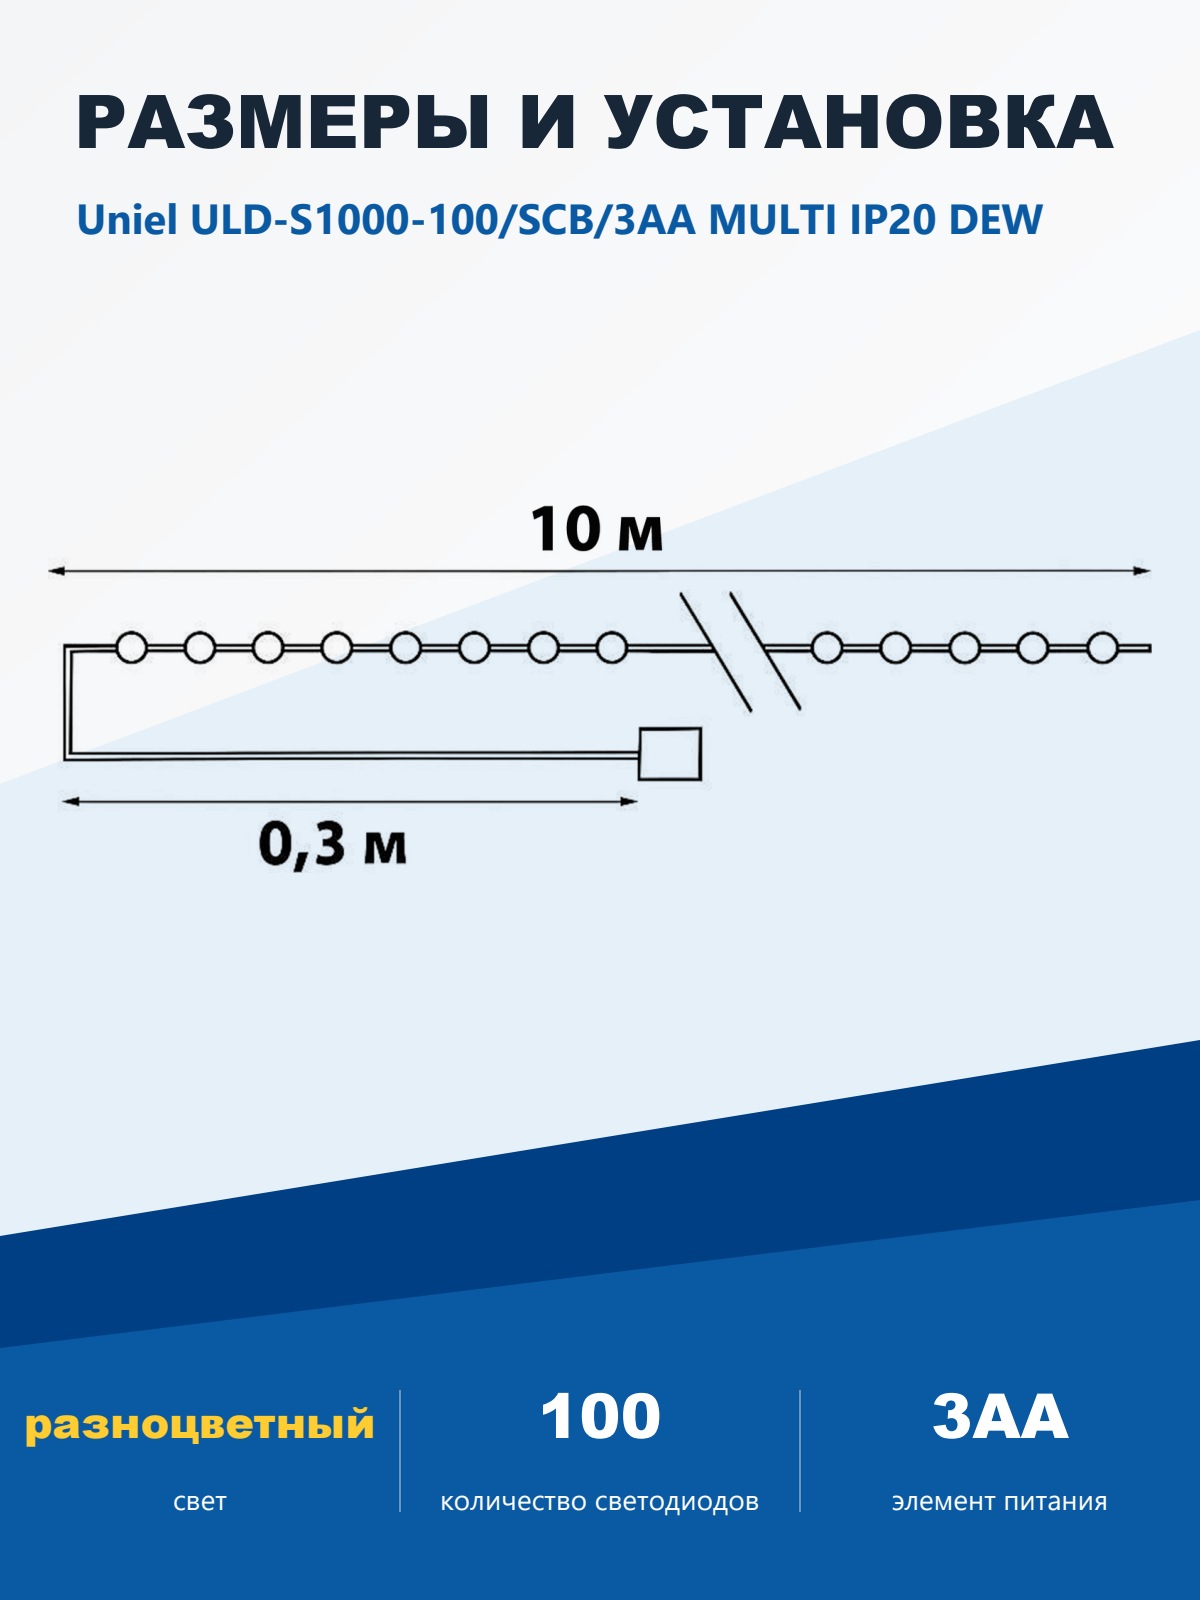 РАЗМЕРЫ И УСТАНОВКА
Uniel ULD-S1000-100/SCB/3AA MULTI IP20 DEW
10 м
0,3 м
разноцветный
свет
100
количество светодиодов
3AA
элемент питания